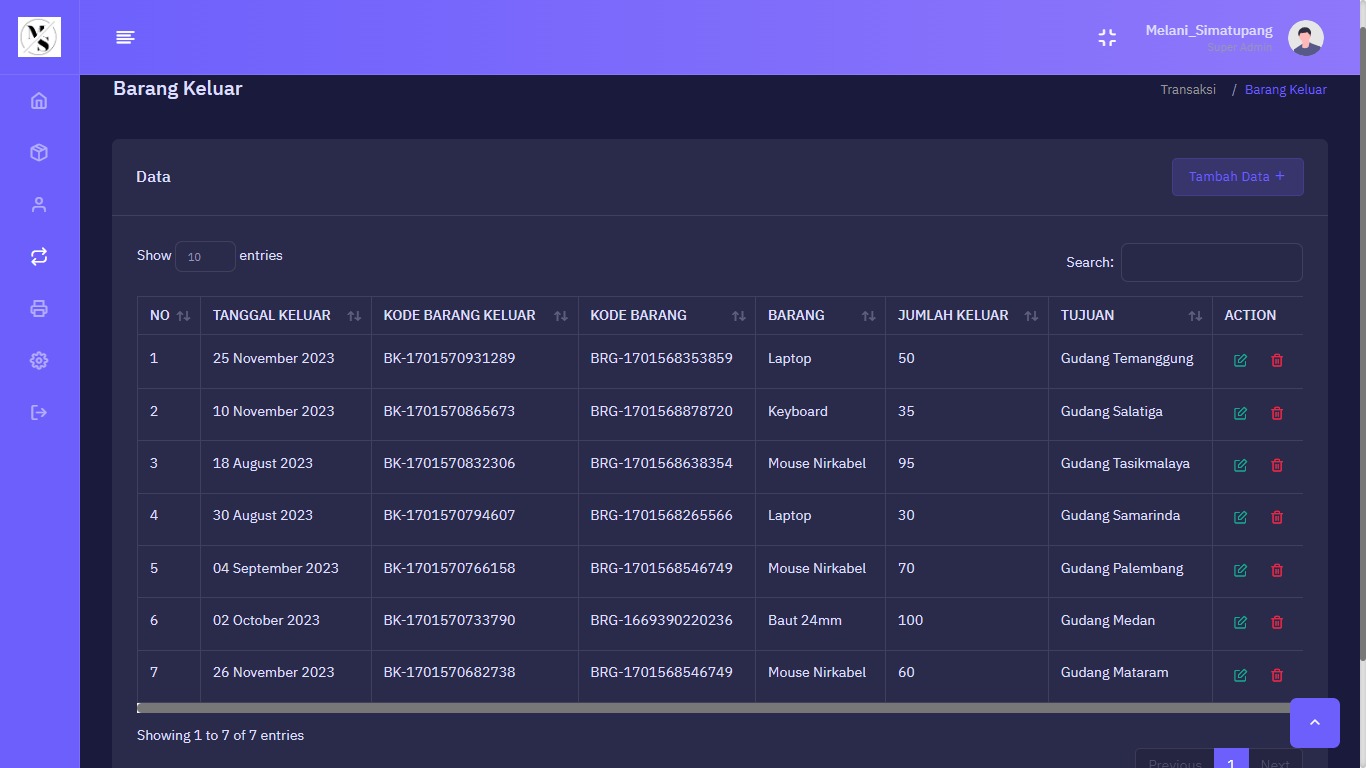 MS
Melani_Simatupang
Super Admin
Barang Keluar
Transaksi / Barang Keluar
Data
Tambah Data +
Show 10 entries
Search:
NO TANGGAL KELUAR KODE BARANG KELUAR KODE BARANG BARANG JUMLAH KELUAR TUJUAN ACTION
1 25 November 2023 BK-1701570931289 BRG-1701568353859 Laptop 50 Gudang Temanggung
2 10 November 2023 BK-1701570865673 BRG-1701568878720 Keyboard 35 Gudang Salatiga
3 18 August 2023 BK-1701570832306 BRG-1701568638354 Mouse Nirkabel 95 Gudang Tasikmalaya
4 30 August 2023 BK-1701570794607 BRG-1701568265566 Laptop 30 Gudang Samarinda
5 04 September 2023 BK-1701570766158 BRG-1701568546749 Mouse Nirkabel 70 Gudang Palembang
6 02 October 2023 BK-1701570733790 BRG-1669390220236 Baut 24mm 100 Gudang Medan
7 26 November 2023 BK-1701570682738 BRG-1701568546749 Mouse Nirkabel 60 Gudang Mataram
Showing 1 to 7 of 7 entries
Previous 1 Next